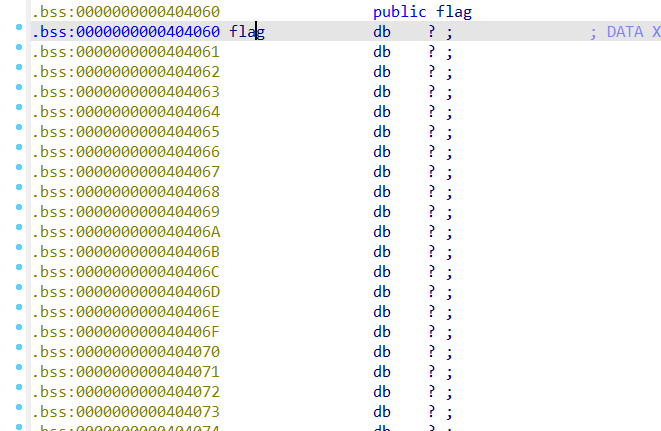 .bss:0000000000404060 public flag
.bss:0000000000404060 flag db ? ; ; DATA X
.bss:0000000000404061 db ? ;
.bss:0000000000404062 db ? ;
.bss:0000000000404063 db ? ;
.bss:0000000000404064 db ? ;
.bss:0000000000404065 db ? ;
.bss:0000000000404066 db ? ;
.bss:0000000000404067 db ? ;
.bss:0000000000404068 db ? ;
.bss:0000000000404069 db ? ;
.bss:000000000040406A db ? ;
.bss:000000000040406B db ? ;
.bss:000000000040406C db ? ;
.bss:000000000040406D db ? ;
.bss:000000000040406E db ? ;
.bss:000000000040406F db ? ;
.bss:0000000000404070 db ? ;
.bss:0000000000404071 db ? ;
.bss:0000000000404072 db ? ;
.bss:0000000000404073 db ? ;
.bss:0000000000404074 db ? ;